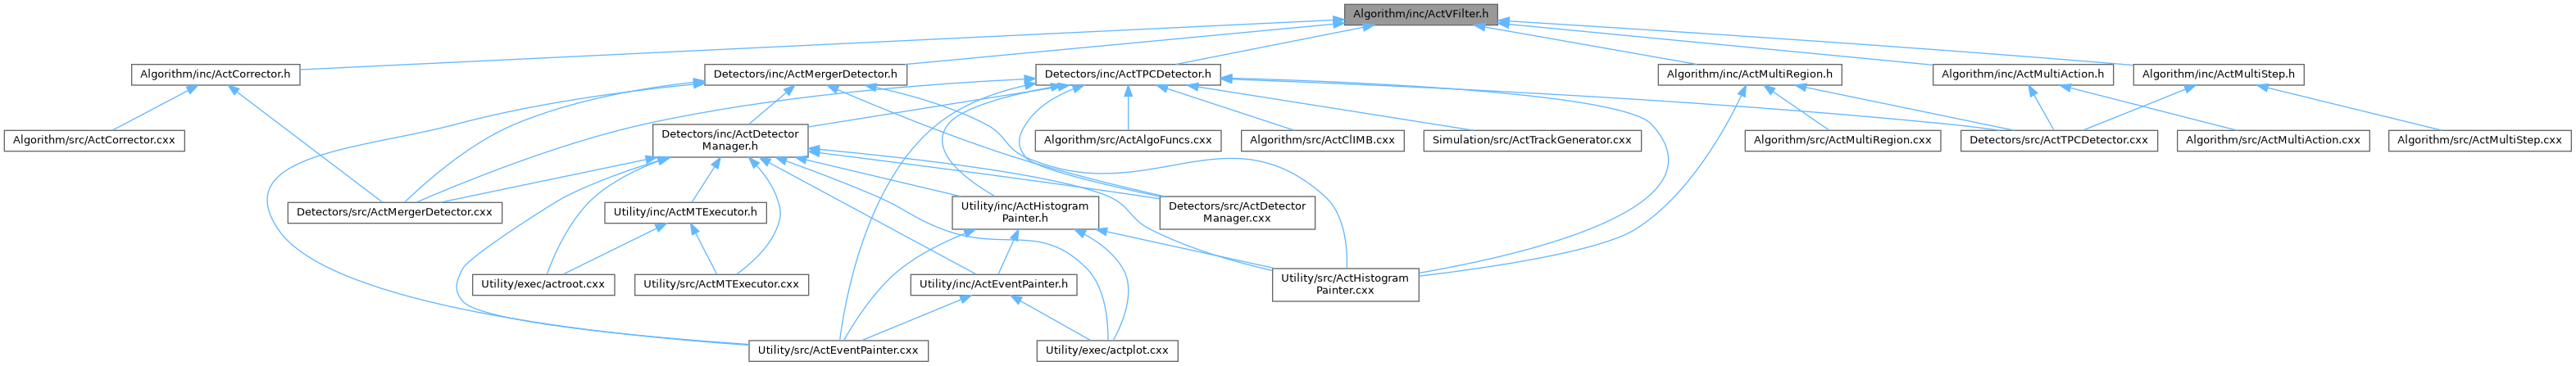 Algorithm/inc/ActVFilter.h
Algorithm/inc/ActCorrector.h
Detectors/inc/ActMergerDetector.h
Detectors/inc/ActTPCDetector.h
Algorithm/inc/ActMultiRegion.h
Algorithm/inc/ActMultiAction.h
Algorithm/inc/ActMultiStep.h
Algorithm/src/ActCorrector.cxx
Detectors/inc/ActDetector
Manager.h
Algorithm/src/ActAlgoFuncs.cxx
Algorithm/src/ActClIMB.cxx
Simulation/src/ActTrackGenerator.cxx
Algorithm/src/ActMultiRegion.cxx
Detectors/src/ActTPCDetector.cxx
Algorithm/src/ActMultiAction.cxx
Algorithm/src/ActMultiStep.cxx
Detectors/src/ActMergerDetector.cxx
Utility/inc/ActMTExecutor.h
Utility/inc/ActHistogram
Painter.h
Detectors/src/ActDetector
Manager.cxx
Utility/exec/actroot.cxx
Utility/src/ActMTExecutor.cxx
Utility/inc/ActEventPainter.h
Utility/src/ActHistogram
Painter.cxx
Utility/src/ActEventPainter.cxx
Utility/exec/actplot.cxx